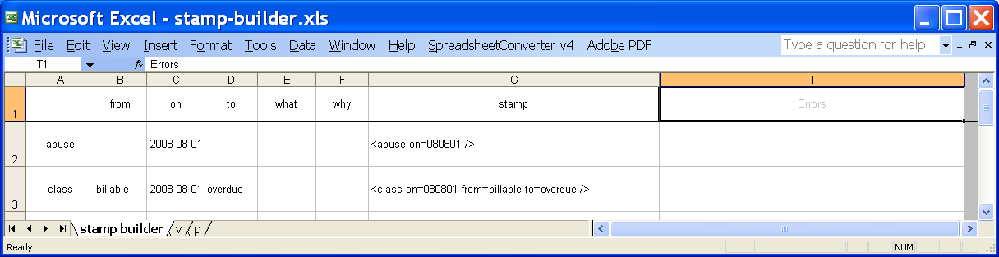 Microsoft Excel - stamp-builder.xls
File Edit View Insert Format Tools Data Window Help SpreadsheetConverter v4 Adobe PDF Type a question for help
T1 fx Errors
A B C D E F G T
1 from on to what why stamp Errors
2 abuse 2008-08-01 <abuse on=080801 />
3 class billable 2008-08-01 overdue <class on=080801 from=billable to=overdue />
stamp builder v p
Ready NUM